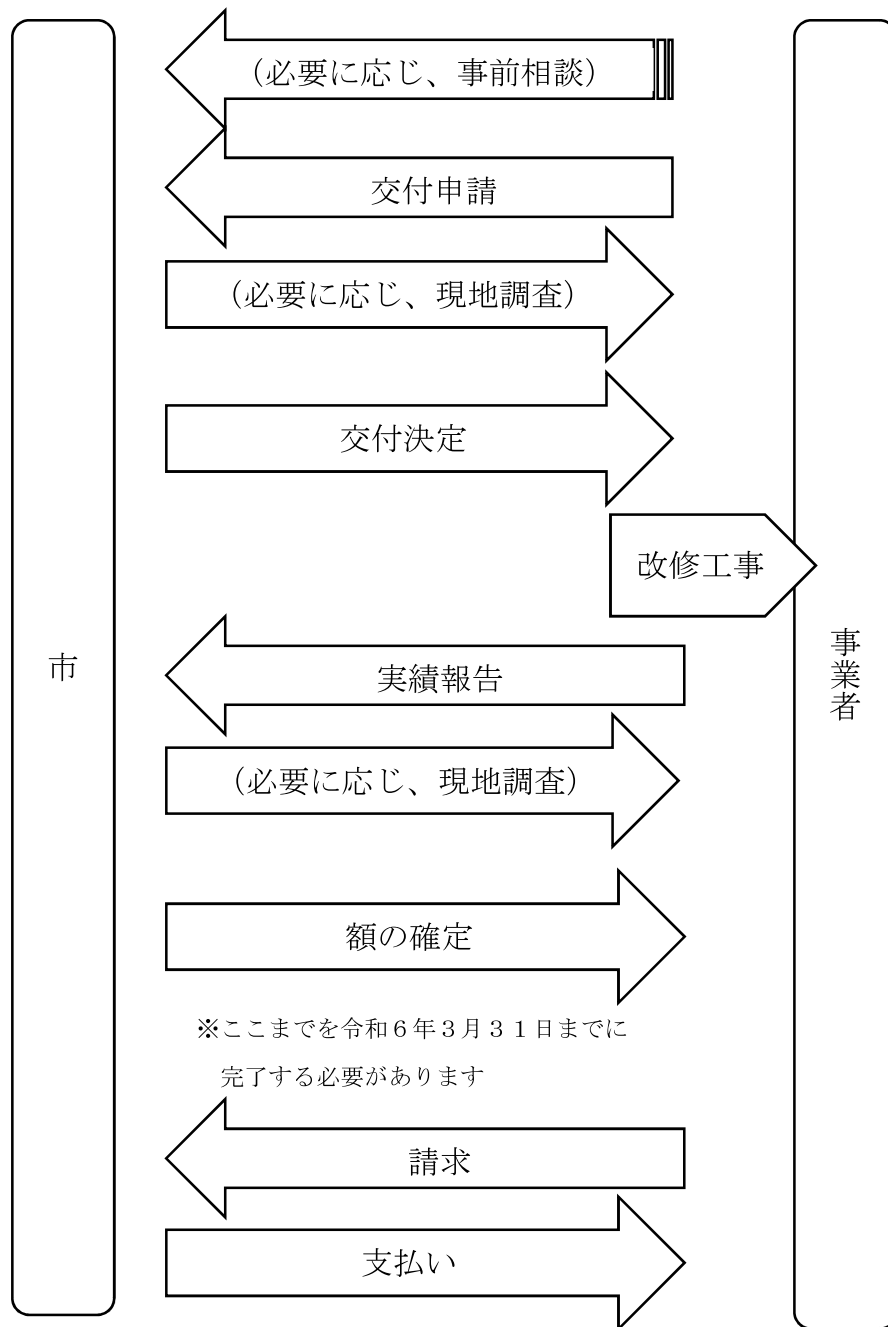 （必要に応じ、事前相談）
交付申請
（必要に応じ、現地調査）
交付決定
改修工事
市
事業者
実績報告
（必要に応じ、現地調査）
額の確定
※ここまでを令和６年３月３１日までに
完了する必要があります
請求
支払い